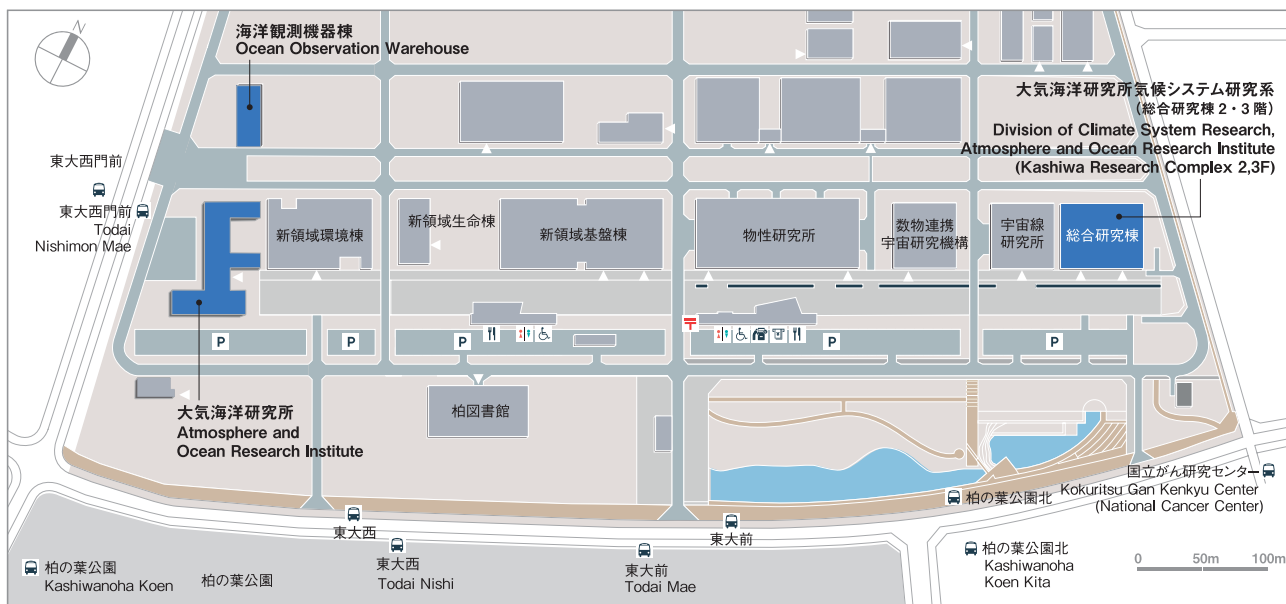 N
海洋観測機器棟
Ocean Observation Warehouse
大気海洋研究所気候システム研究系
(総合研究棟 2・3 階)
Division of Climate System Research,
Atmosphere and Ocean Research Institute
(Kashiwa Research Complex 2,3F)
東大西門前
東大西門前
Todai
Nishimon Mae
新領域環境棟
新領域生命棟
新領域基盤棟
物性研究所
数物連携
宇宙研究機構
宇宙線
研究所
総合研究棟
〒
P
P
P
P
P
大気海洋研究所
Atmosphere and
Ocean Research Institute
柏図書館
国立がん研究センター
Kokuritsu Gan Kenkyu Center
(National Cancer Center)
柏の葉公園北
東大西
東大前
柏の葉公園
Kashiwanoha Koen
柏の葉公園
東大西
Todai Nishi
東大前
Todai Mae
柏の葉公園北
Kashiwanoha
Koen Kita
0 50m 100m